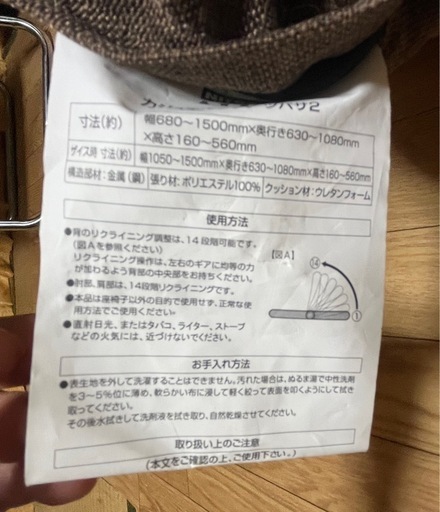 ツバリ2
寸法(約)
幅680～1500mm×奥行き630～1080mm
×高さ160～560mm
寸法(約) 幅1050～1500mm×奥行き630～1080mm×高さ160～560mm
構造部材:金属(鋼) 張り材:ポリエステル100% クッション材:ウレタンフォーム
使用方法
●背のリクライニング調整は、14段階可能です。
(図Aを参照ください)
リクライニング操作は、左右のギアに均等の力
が加わるよう背部の中央部をお持ちください。
●肘部、肩部は、14段階リクライニングです。
●本品は座椅子以外の目的で使用せず、正常な使
用方法でご使用ください。
●直射日光、またはタバコ、ライター、ストーブ
などの火気には、近づけないでください。
【図A】
⑭
①
お手入れ方法
●表生地を外して洗濯することはできません。汚れた場合は、ぬるま湯で中性洗剤
を3～5%位に薄め、軟らかい布に浸して軽く絞って表面を叩くようにして拭き
取ってください。
その後水拭きして洗剤液を拭き取り、自然乾燥させてください。
取り扱い上のご注意
(本文をご確認の上、ご使用下さい。)